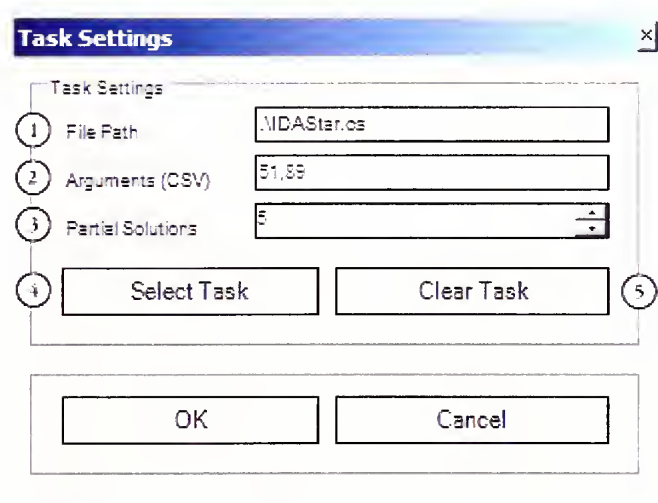 Task Settings
Task Settings
1 File Path .\IDAStar.cs
2 Arguments (CSV) 51,89
3 Partial Solutions 5
4 Select Task Clear Task 5
OK Cancel